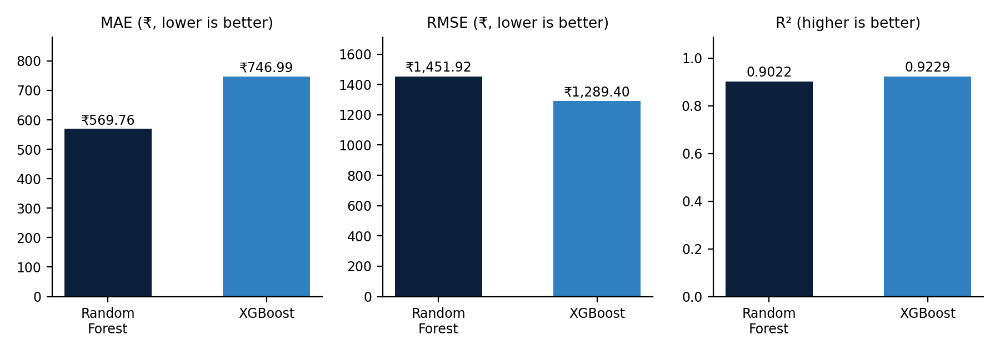 MAE (₹, lower is better)
800
700
600
500
400
300
200
100
0
₹569.76
₹746.99
Random
Forest
XGBoost
RMSE (₹, lower is better)
1600
1400
1200
1000
800
600
400
200
0
₹1,451.92
₹1,289.40
Random
Forest
XGBoost
R² (higher is better)
1.0
0.8
0.6
0.4
0.2
0.0
0.9022
0.9229
Random
Forest
XGBoost